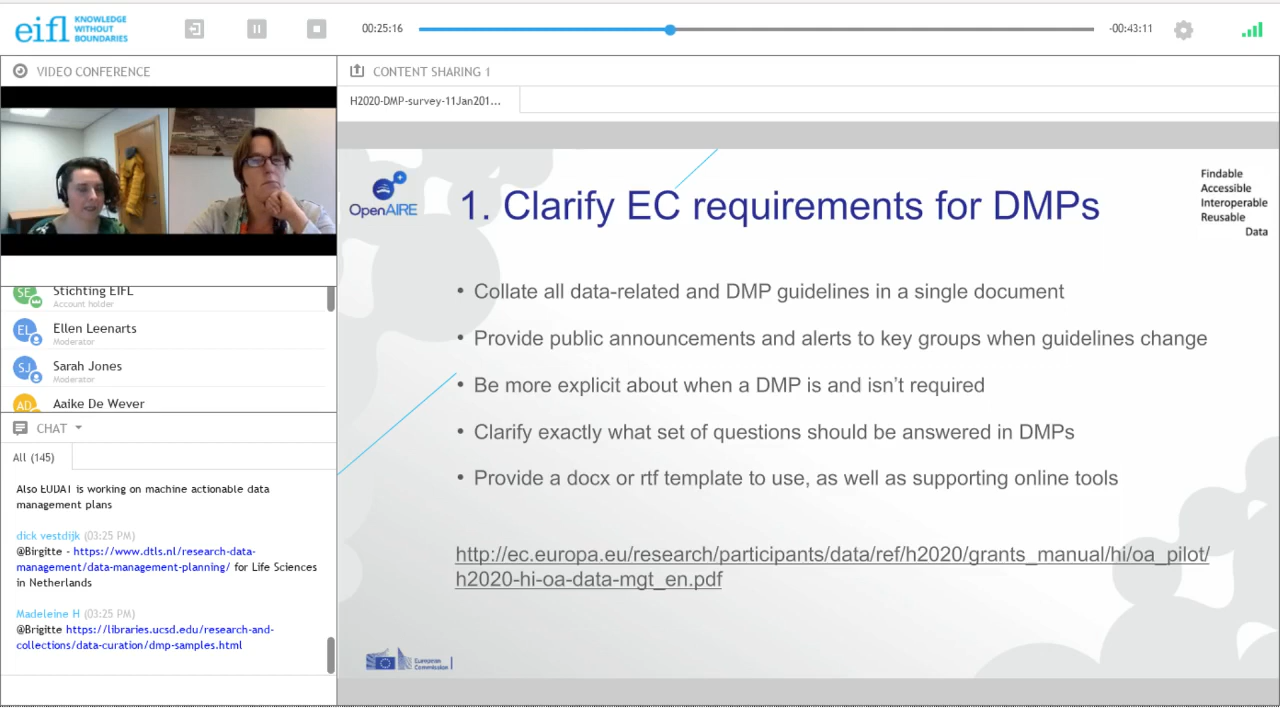 eifl KNOWLEDGE
WITHOUT
BOUNDARIES
00:25:16
-00:43:11
VIDEO CONFERENCE
SE Stichting EIFL
Account holder
EL Ellen Leenarts
Moderator
SJ Sarah Jones
Moderator
AD Aaike De Wever
CHAT
All (145)
Also EUDAT is working on machine actionable data
management plans
dick vestdijk (03:25 PM)
@Birgitte - https://www.dtls.nl/research-data-
management/data-management-planning/ for Life Sciences
in Netherlands
Madeleine H (03:25 PM)
@Brigitte https://libraries.ucsd.edu/research-and-
collections/data-curation/dmp-samples.html
CONTENT SHARING 1
H2020-DMP-survey-11Jan201...
OpenAIRE
1. Clarify EC requirements for DMPs
Findable
Accessible
Interoperable
Reusable
Data
• Collate all data-related and DMP guidelines in a single document
• Provide public announcements and alerts to key groups when guidelines change
• Be more explicit about when a DMP is and isn't required
• Clarify exactly what set of questions should be answered in DMPs
• Provide a docx or rtf template to use, as well as supporting online tools
http://ec.europa.eu/research/participants/data/ref/h2020/grants_manual/hi/oa_pilot/
h2020-hi-oa-data-mgt_en.pdf
European
Commission